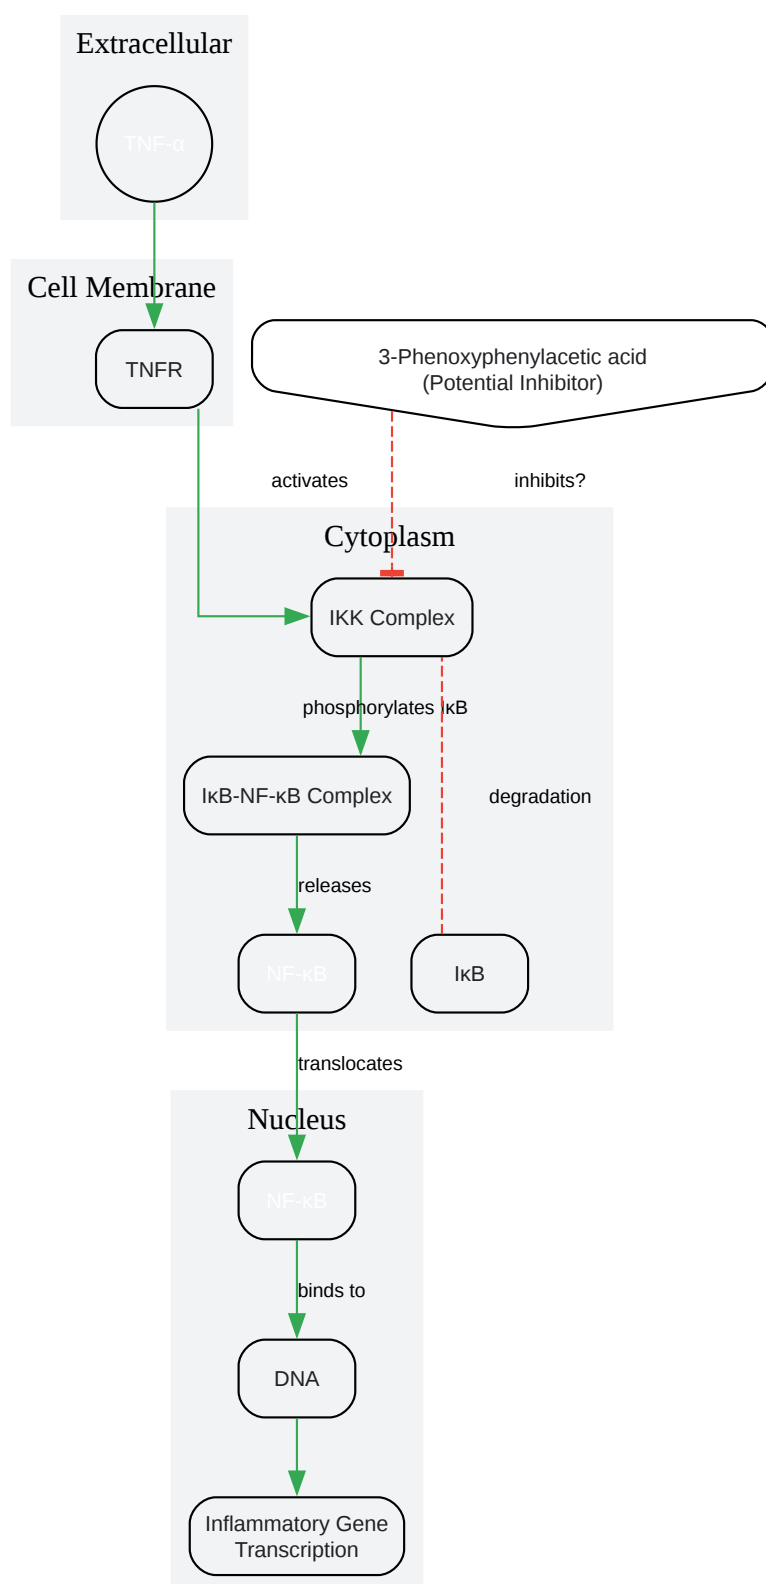 Extracellular
TNF-α
Cell Membrane
TNFR
3-Phenoxyphenylacetic acid
(Potential Inhibitor)
activates
inhibits?
Cytoplasm
IKK Complex
phosphorylates IκB
IκB-NF-κB Complex
degradation
releases
NF-κB
IκB
translocates
Nucleus
NF-κB
binds to
DNA
Inflammatory Gene
Transcription